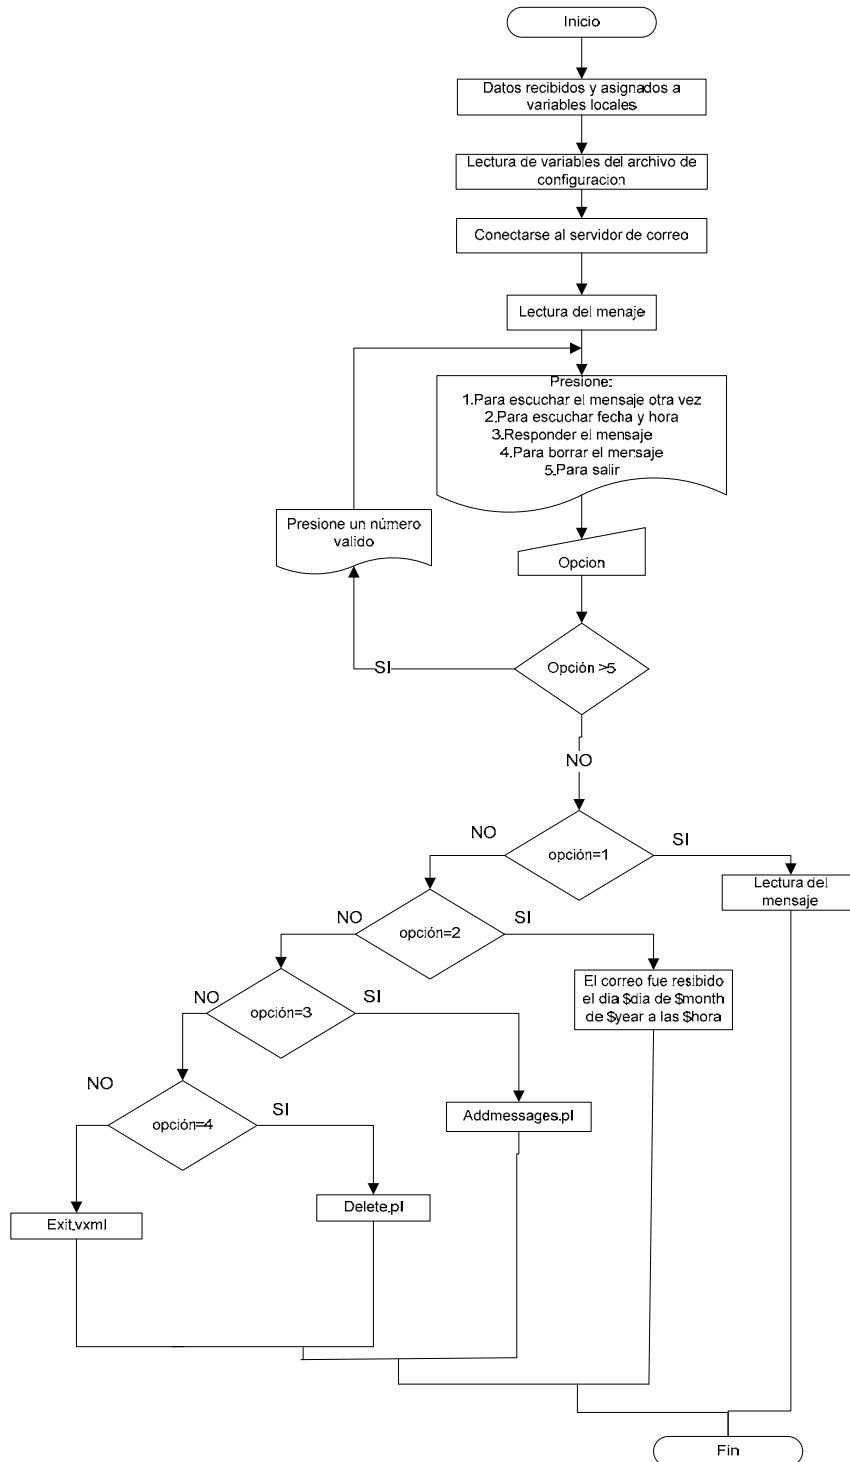 Inicio
Datos recibidos y asignados a
variables locales
Lectura de variables del archivo de
configuracion
Conectarse al servidor de correo
Lectura del menaje
Presione:
1.Para escuchar el mensaje otra vez
2.Para escuchar fecha y hora
3.Responder el mensaje
4.Para borrar el mensaje
5.Para salir
Presione un número
valido
Opcion
Opción >5
SI
NO
opción=1
NO
SI
Lectura del
mensaje
opción=2
NO
SI
El correo fue resibido
el dia $dia de $month
de $year a las $hora
opción=3
NO
SI
Addmessages.pl
opción=4
NO
SI
Delete.pl
Exit.vxml
Fin